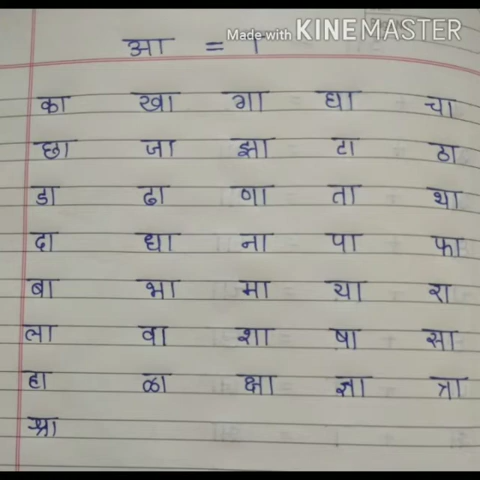 Made with KINEMASTER
आ = ा
का खा गा घा चा
छा जा झा टा ठा
डा ढा णा ता था
दा धा ना पा फा
बा भा मा या रा
ला वा शा षा सा
हा ळा क्षा ज्ञा त्रा
श्रा